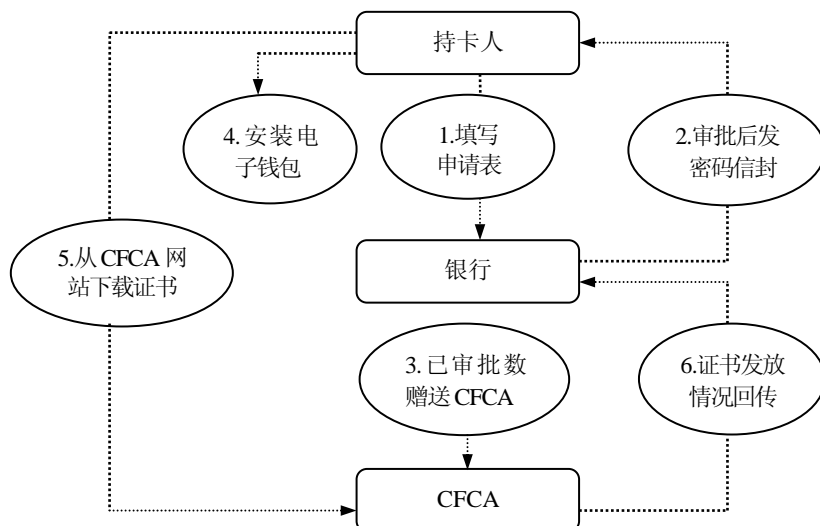 持卡人
4. 安装电
子钱包
1.填写
申请表
2.审批后发
密码信封
5.从 CFCA 网
站下载证书
银行
3. 已审批数
赠送 CFCA
6.证书发放
情况回传
CFCA